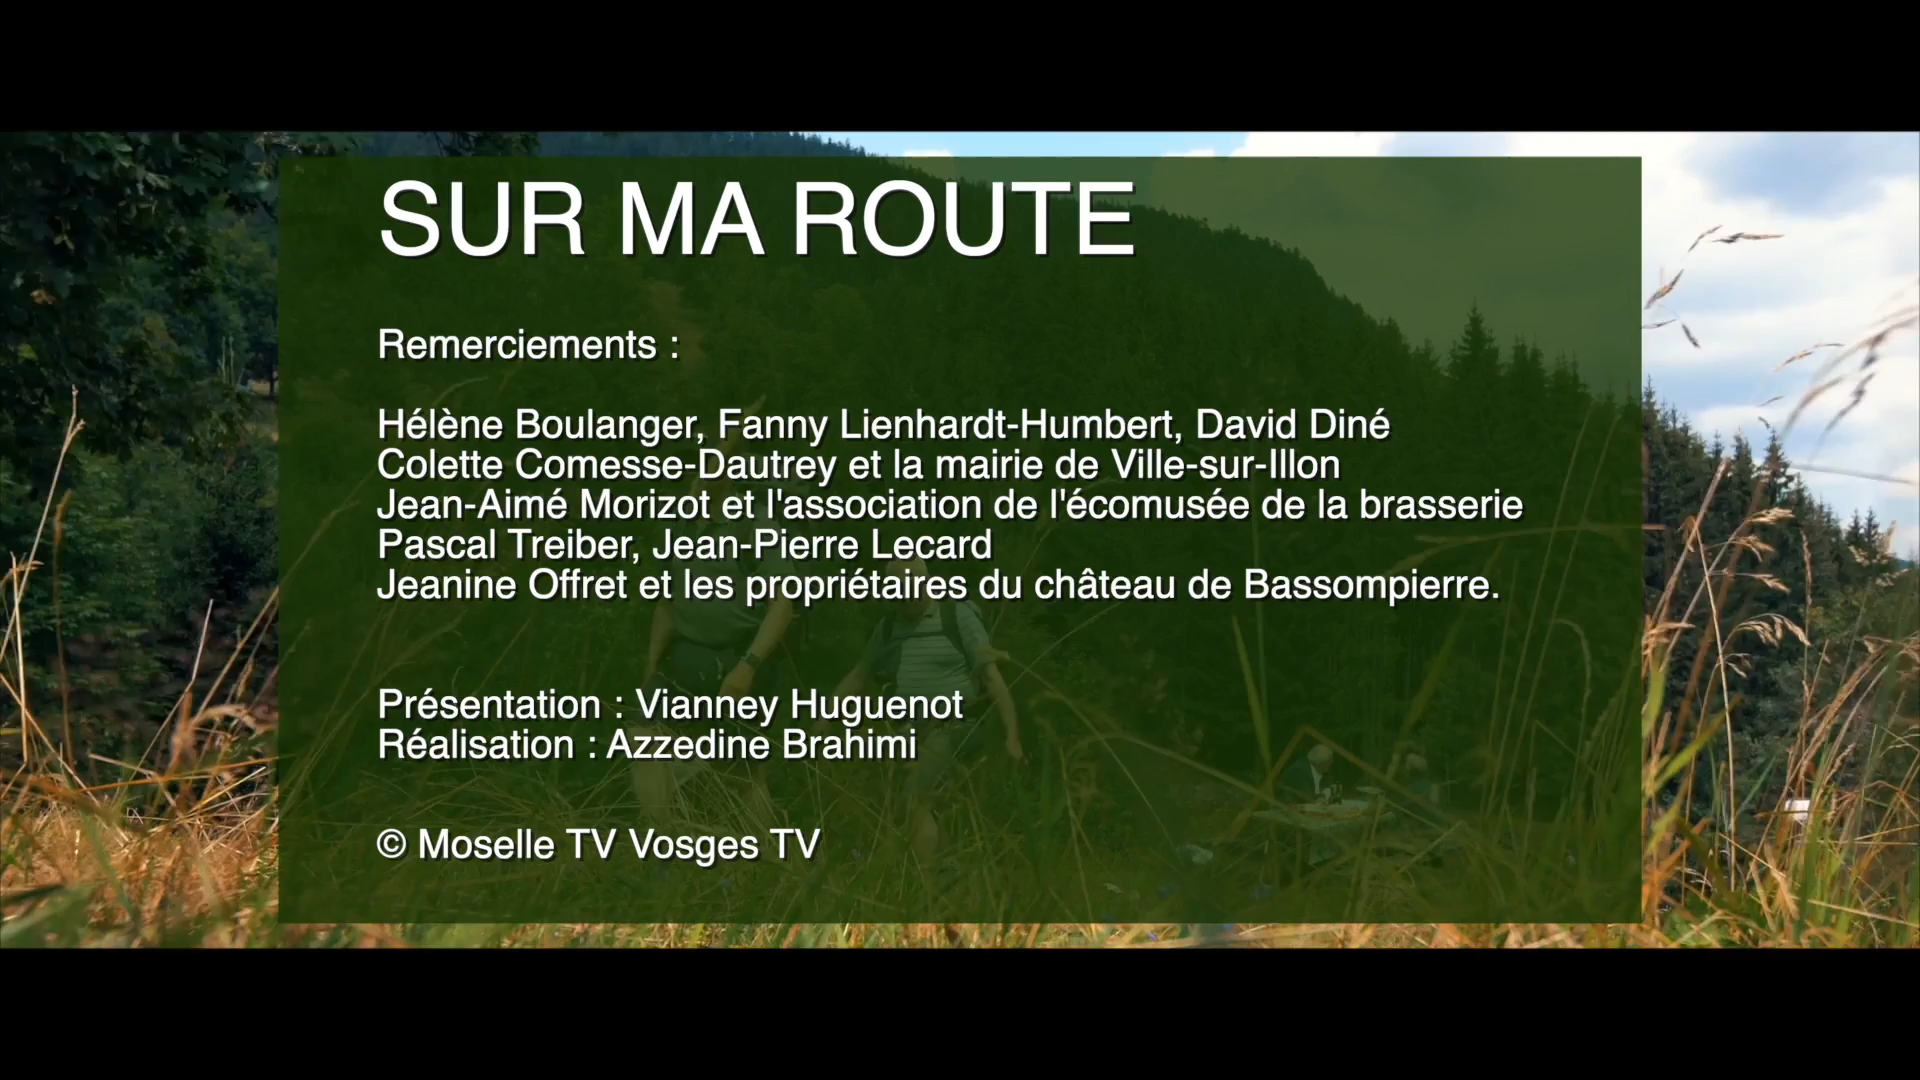 SUR MA ROUTE
Remerciements :
Hélène Boulanger, Fanny Lienhardt-Humbert, David Diné
Colette Comesse-Dautrey et la mairie de Ville-sur-Illon
Jean-Aimé Morizot et l'association de l'écomusée de la brasserie
Pascal Treiber, Jean-Pierre Lecard
Jeanine Offret et les propriétaires du château de Bassompierre.
Présentation : Vianney Huguenot
Réalisation : Azzedine Brahimi
© Moselle TV Vosges TV